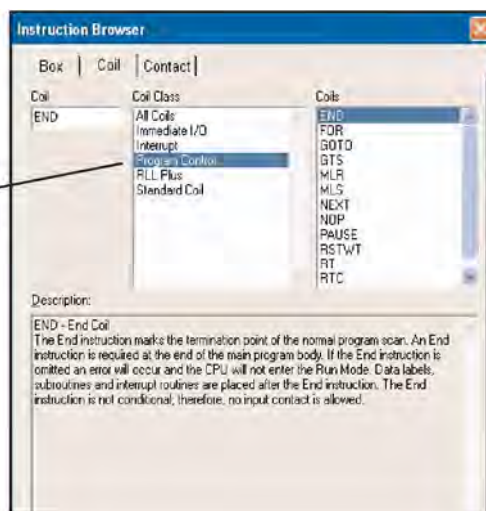 Instruction Browser
Box Coil Contact
Coil Coil Class Coils
END
All Coils
Immediate I/O
Interrupt
Program Control
RLL Plus
Standard Coil
END
FOR
GOTO
GTS
MLR
MLS
NEXT
NOP
PAUSE
RSTWT
RT
RTC
Description:
END - End Coil
The End instruction marks the termination point of the normal program scan. An End
instruction is required at the end of the main program body. If the End instruction is
omitted an error will occur and the CPU will not enter the Run Mode. Data labels,
subroutines and interrupt routines are placed after the End instruction. The End
instruction is not conditional; therefore, no input contact is allowed.